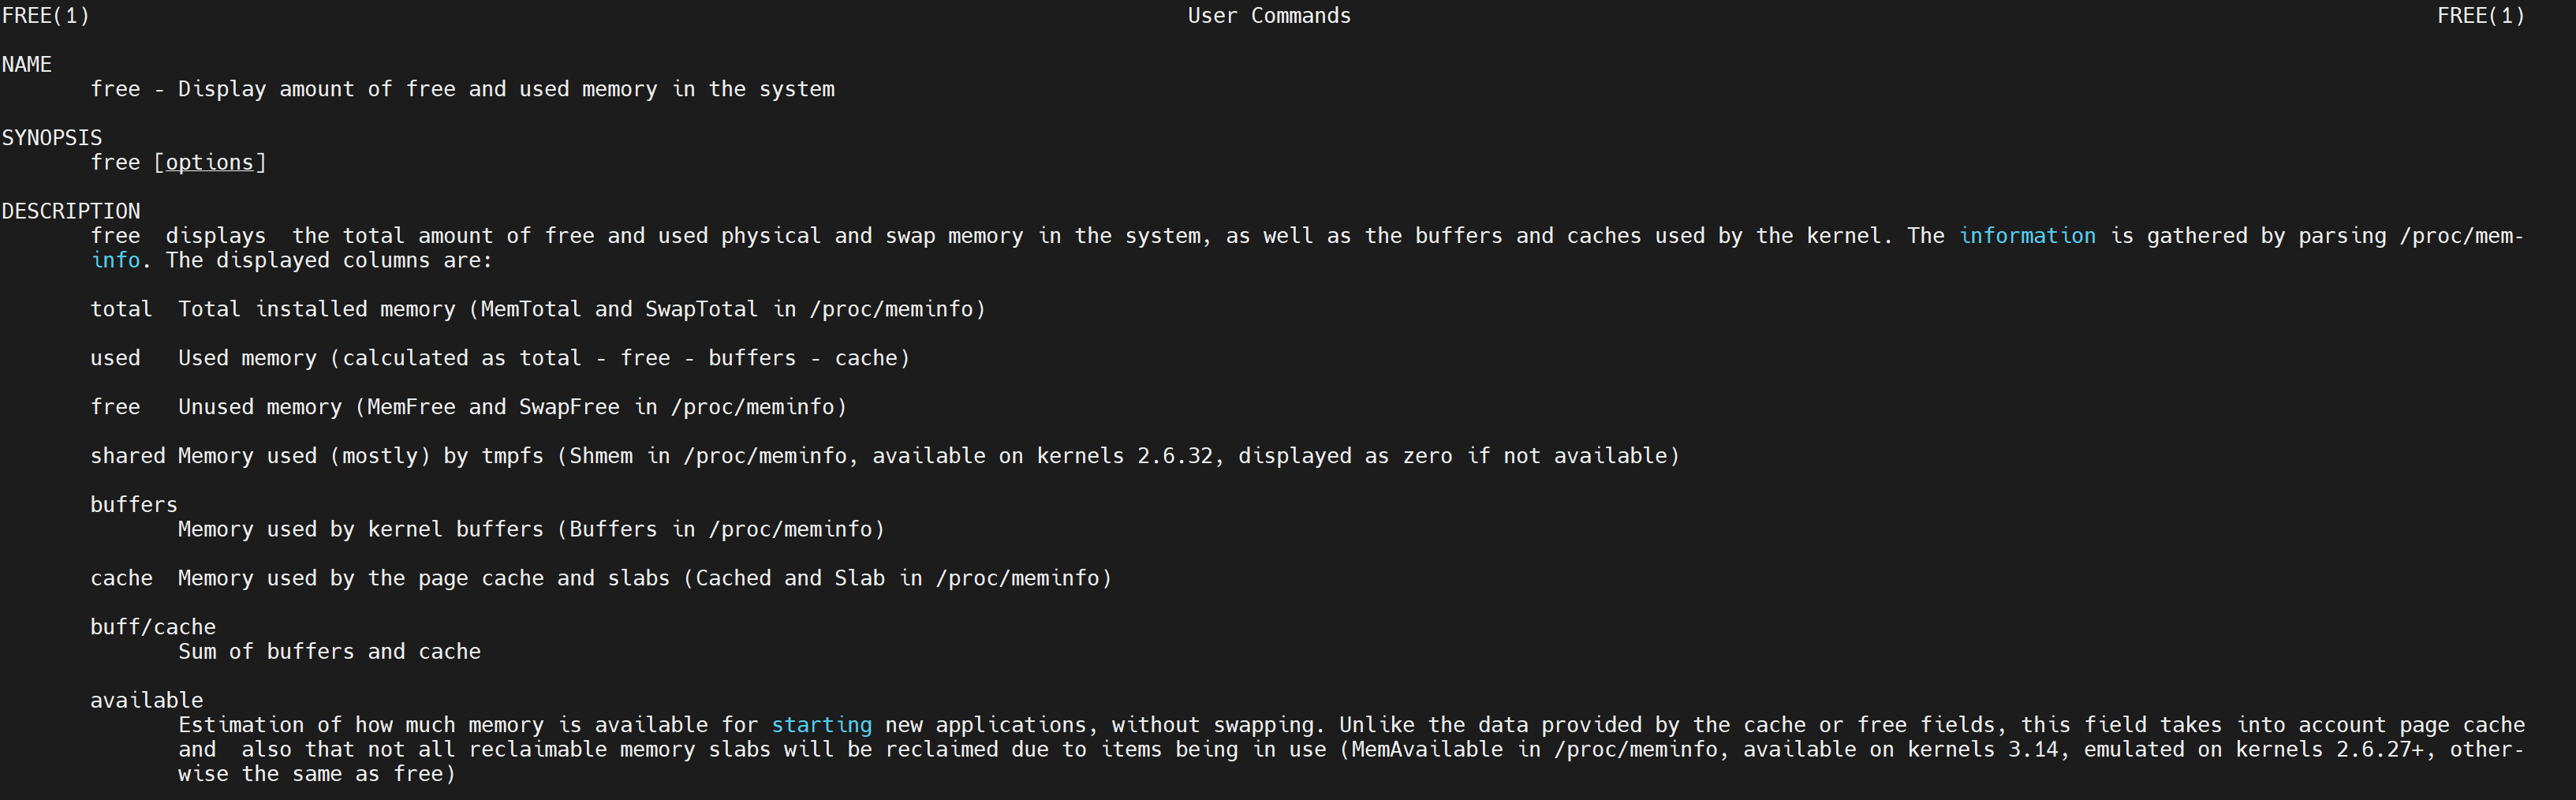 FREE(1) User Commands FREE(1)
NAME
free - Display amount of free and used memory in the system
SYNOPSIS
free [options]
DESCRIPTION
free  displays  the total amount of free and used physical and swap memory in the system, as well as the buffers and caches used by the kernel. The information is gathered by parsing /proc/mem-
info. The displayed columns are:
total  Total installed memory (MemTotal and SwapTotal in /proc/meminfo)
used   Used memory (calculated as total - free - buffers - cache)
free   Unused memory (MemFree and SwapFree in /proc/meminfo)
shared Memory used (mostly) by tmpfs (Shmem in /proc/meminfo, available on kernels 2.6.32, displayed as zero if not available)
buffers
Memory used by kernel buffers (Buffers in /proc/meminfo)
cache  Memory used by the page cache and slabs (Cached and Slab in /proc/meminfo)
buff/cache
Sum of buffers and cache
available
Estimation of how much memory is available for starting new applications, without swapping. Unlike the data provided by the cache or free fields, this field takes into account page cache
and  also that not all reclaimable memory slabs will be reclaimed due to items being in use (MemAvailable in /proc/meminfo, available on kernels 3.14, emulated on kernels 2.6.27+, other-
wise the same as free)